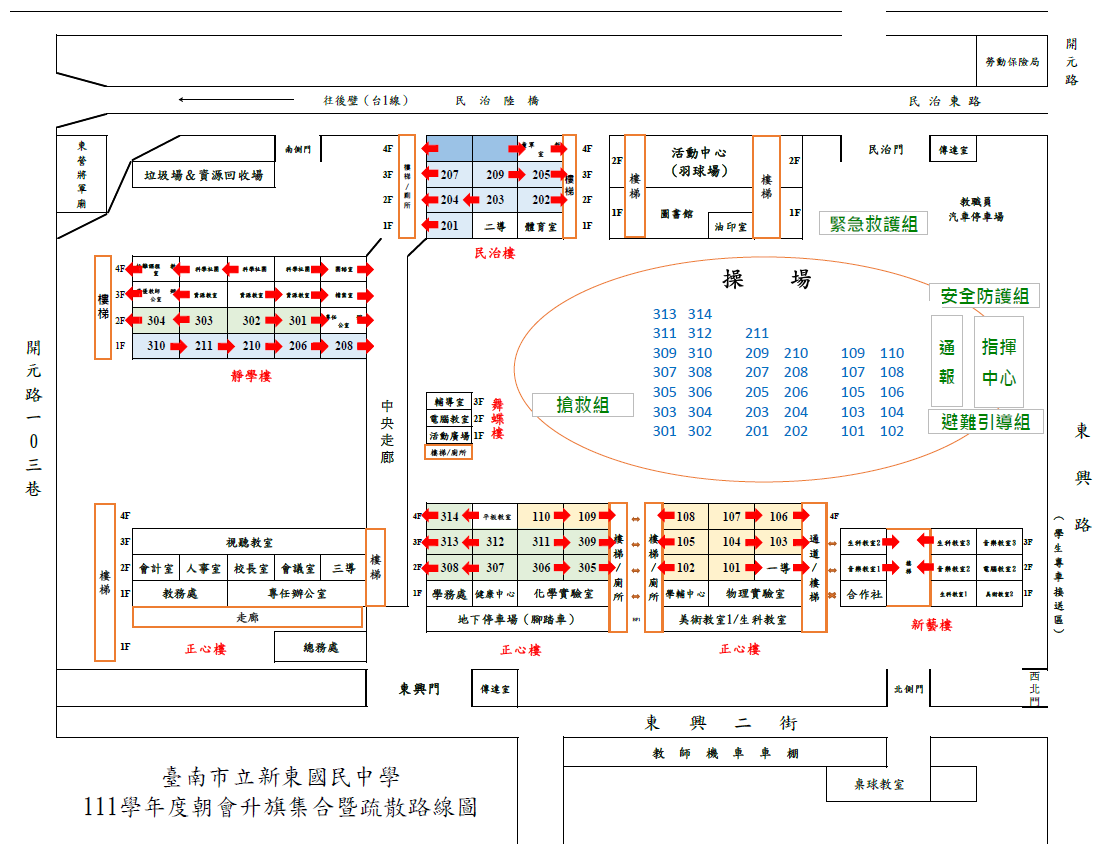 開元路
勞動保險局
往後壁（台1線）
民治陸橋
民治東路
東營將軍廟
南側門
垃圾場＆資源回收場
樓梯/廁所
4F
3F
2F
1F
室
207 209 205
204 203 202
201 二導 體育室
樓梯
4F
3F
2F
1F
民治樓
2F
1F
樓梯
活動中心
（羽球場）
圖書館
油印室
樓梯
2F
1F
民治門
傳達室
教職員
汽車停車場
緊急救護組
樓梯
4F
3F
2F
1F
科學社團 科學社團 科學社團
資源教室 資源教室 資源教室 檔案室
304 303 302 301
310 211 210 206 208
靜學樓
開元路一0三巷
中央走廊
輔導室 3F
電腦教室 2F
活動廣場 1F
樓梯/廁所
舞蝶樓
操場
313 314
311 312 211
309 310 209 210 109 110
307 308 207 208 107 108
305 306 205 206 105 106
303 304 203 204 103 104
301 302 201 202 101 102
搶救組
安全防護組
通報
指揮中心
避難引導組
東興路
（學生專車接送區）
樓梯
4F
3F
2F
1F
1F
視聽教室
會計室 人事室 校長室 會議室 三導
教務處 專任辦公室
走廊
總務處
樓梯
正心樓
4F
3F
2F
1F
314 平板教室 110 109
313 312 311 309
308 307 306 305
學務處 健康中心 化學實驗室
地下停車場（腳踏車）
樓梯/廁所
正心樓
樓梯/廁所
108 107 106
105 104 103
102 101 一導
學輔中心 物理實驗室
美術教室1/生科教室
通道/樓梯
4F
正心樓
生科教室2 生科教室3 音樂教室3 3F
音樂教室1 樓梯 音樂教室2 電腦教室2 2F
合作社 生科教室1 美術教室2 1F
新藝樓
東興門
傳達室
北側門
西北門
東興二街
教師機車車棚
桌球教室
臺南市立新東國民中學
111學年度朝會升旗集合暨疏散路線圖